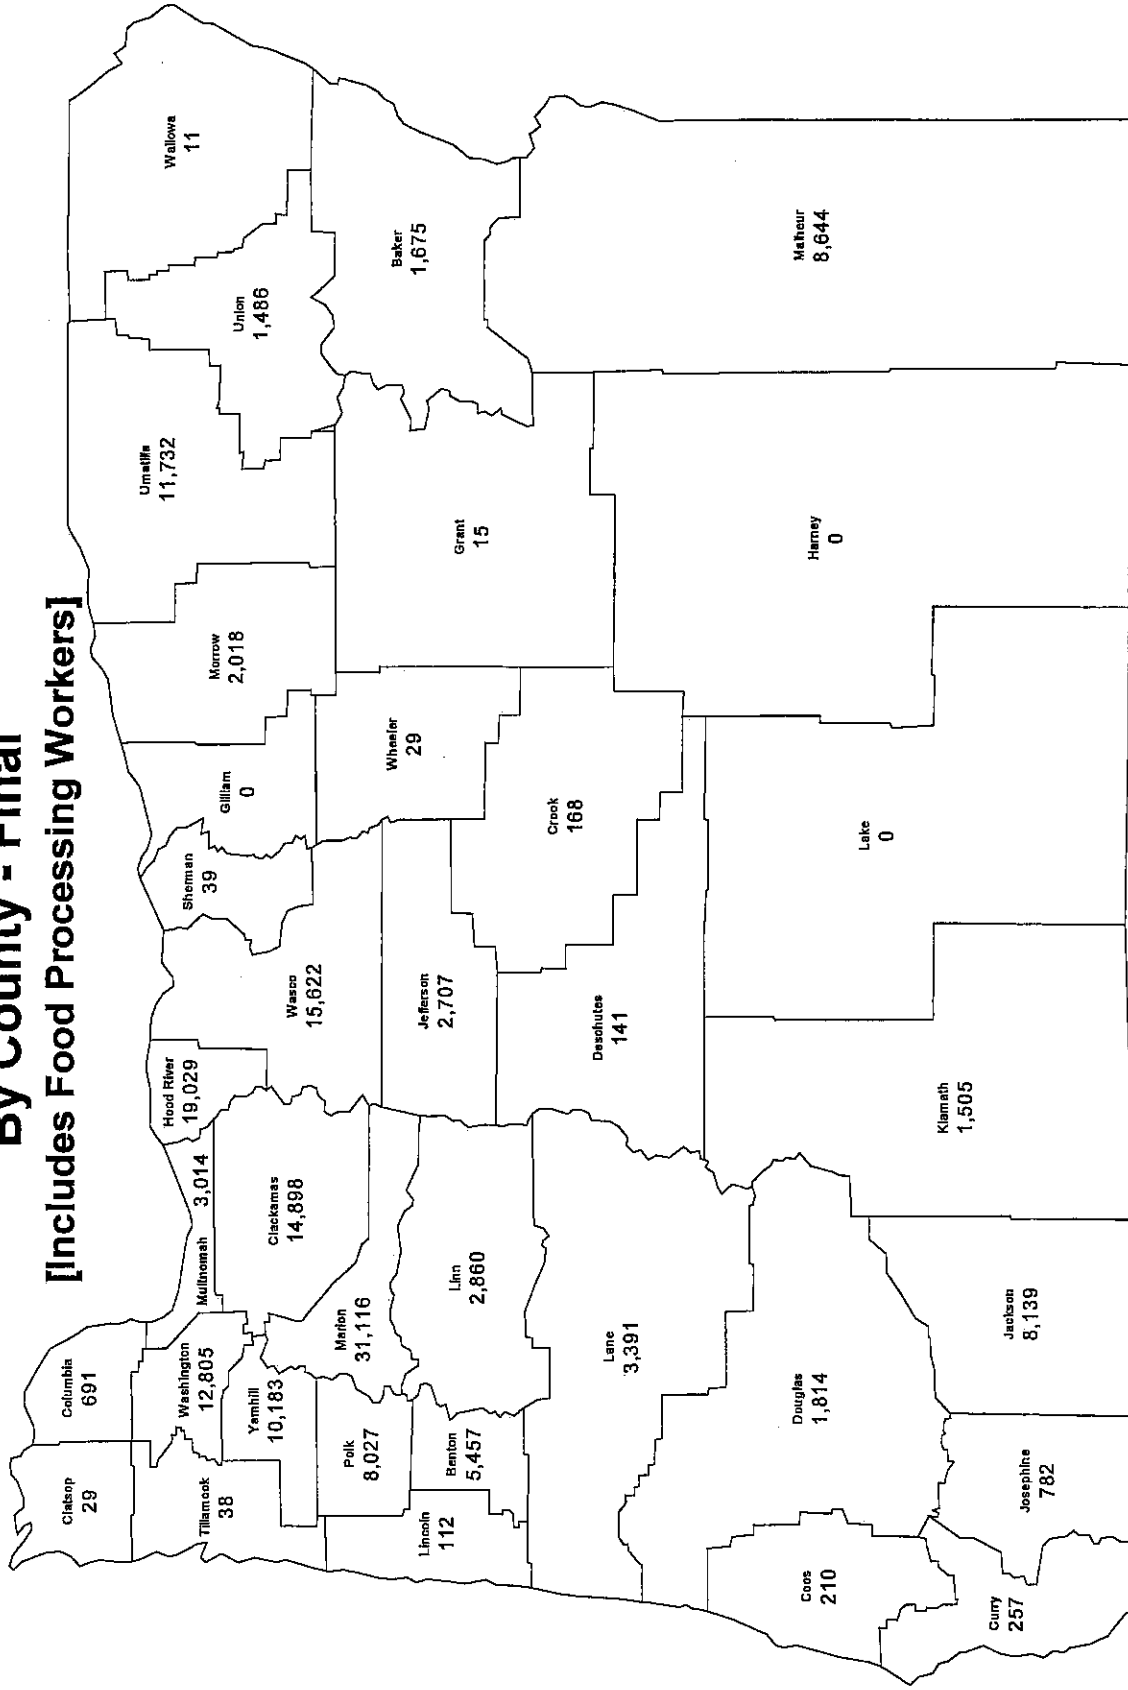 By County - Final
[Includes Food Processing Workers]
Clatsop
29
Columbia
691
Tillamook
38
Washington
12,805
Multnomah
3,014
Hood River
19,029
Yamhill
10,183
Clackamas
14,898
Wasco
15,622
Sherman
39
Gilliam
0
Morrow
2,018
Umatilla
11,732
Union
1,486
Wallowa
11
Polk
8,027
Marion
31,116
Lincoln
112
Benton
5,457
Linn
2,860
Jefferson
2,707
Wheeler
29
Grant
15
Baker
1,675
Lane
3,391
Deschutes
141
Crook
168
Coos
210
Douglas
1,814
Klamath
1,505
Lake
0
Harney
0
Malheur
8,644
Curry
257
Josephine
782
Jackson
8,139